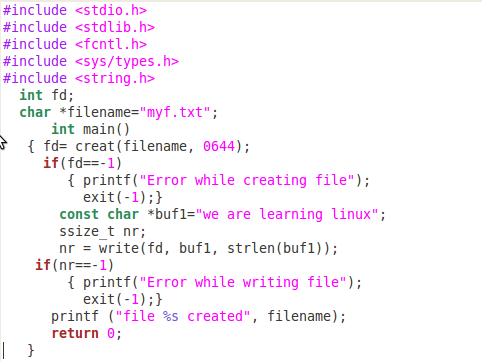 #include <stdio.h>
#include <stdlib.h>
#include <fcntl.h>
#include <sys/types.h>
#include <string.h>
int fd;
char *filename="myf.txt";
int main()
{ fd= creat(filename, 0644);
if(fd==-1)
{ printf("Error while creating file");
exit(-1);}
const char *buf1="we are learning linux";
ssize_t nr;
nr = write(fd, buf1, strlen(buf1));
if(nr==-1)
{ printf("Error while writing file");
exit(-1);}
printf ("file %s created", filename);
return 0;
}